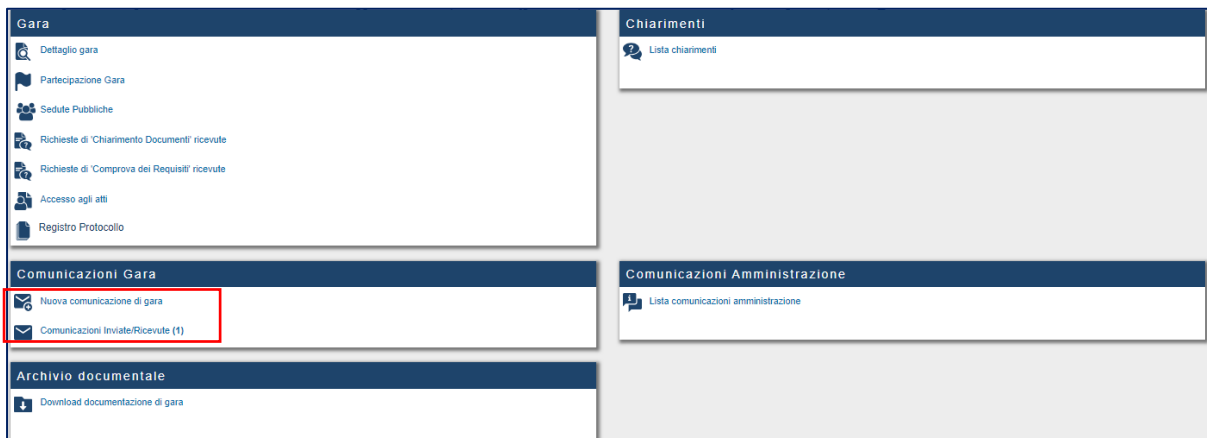 Gara
Dettaglio gara
Partecipazione Gara
Sedute Pubbliche
Richieste di 'Chiarimento Documenti' ricevute
Richieste di 'Comprova dei Requisiti' ricevute
Accesso agli atti
Registro Protocollo
Chiarimenti
Lista chiarimenti
Comunicazioni Gara
Nuova comunicazione di gara
Comunicazioni Inviate/Ricevute (1)
Comunicazioni Amministrazione
Lista comunicazioni amministrazione
Archivio documentale
Download documentazione di gara